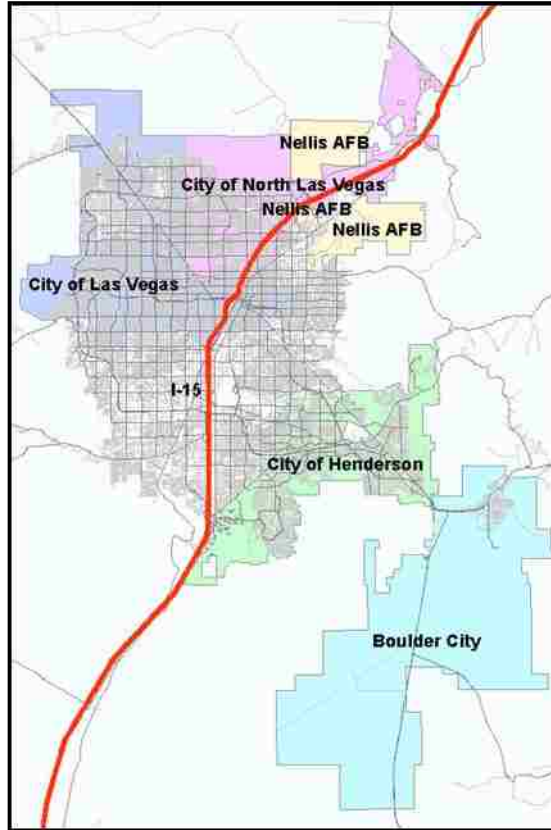 Nellis AFB
City of North Las Vegas
Nellis AFB
Nellis AFB
City of Las Vegas
I-15
City of Henderson
Boulder City